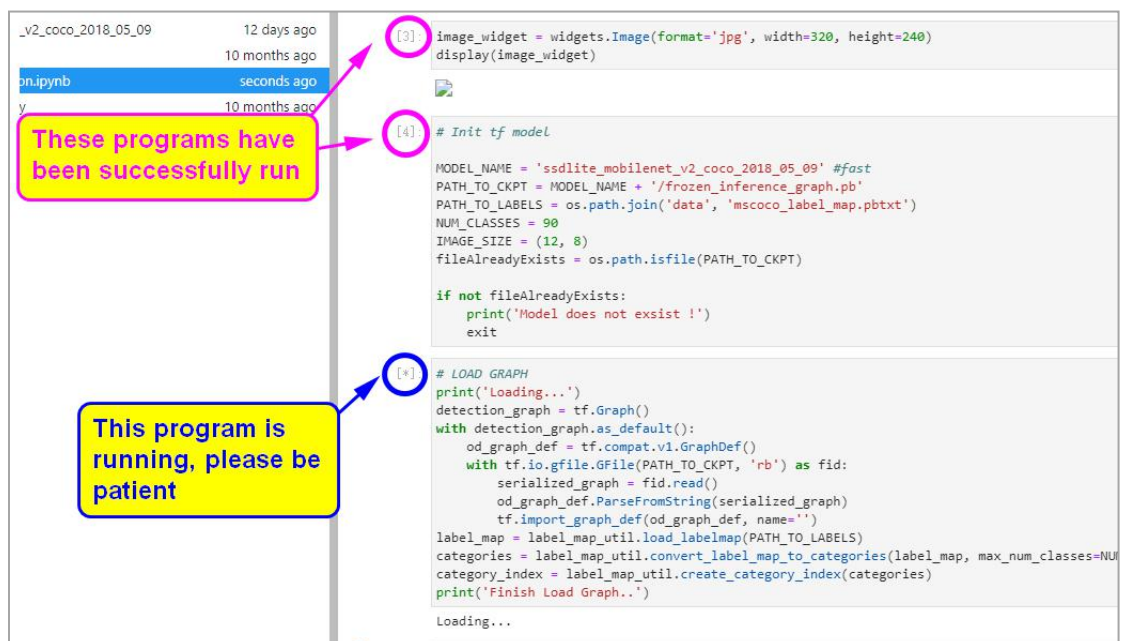 _v2_coco_2018_05_09 12 days ago
10 months ago
on.ipynb seconds ago
y 10 months ago
These programs have
been successfully run
This program is
running, please be
patient
[3]: image_widget = widgets.Image(format='jpg', width=320, height=240)
display(image_widget)
[4]: # Init tf model
MODEL_NAME = 'ssdlite_mobilenet_v2_coco_2018_05_09' #fast
PATH_TO_CKPT = MODEL_NAME + '/frozen_inference_graph.pb'
PATH_TO_LABELS = os.path.join('data', 'mscoco_label_map.pbtxt')
NUM_CLASSES = 90
IMAGE_SIZE = (12, 8)
fileAlreadyExists = os.path.isfile(PATH_TO_CKPT)
if not fileAlreadyExists:
    print('Model does not exsist !')
    exit
[*]: # LOAD GRAPH
print('Loading...')
detection_graph = tf.Graph()
with detection_graph.as_default():
    od_graph_def = tf.compat.v1.GraphDef()
    with tf.io.gfile.GFile(PATH_TO_CKPT, 'rb') as fid:
        serialized_graph = fid.read()
        od_graph_def.ParseFromString(serialized_graph)
        tf.import_graph_def(od_graph_def, name='')
label_map = label_map_util.load_labelmap(PATH_TO_LABELS)
categories = label_map_util.convert_label_map_to_categories(label_map, max_num_classes=NU
category_index = label_map_util.create_category_index(categories)
print('Finish Load Graph..')
Loading...